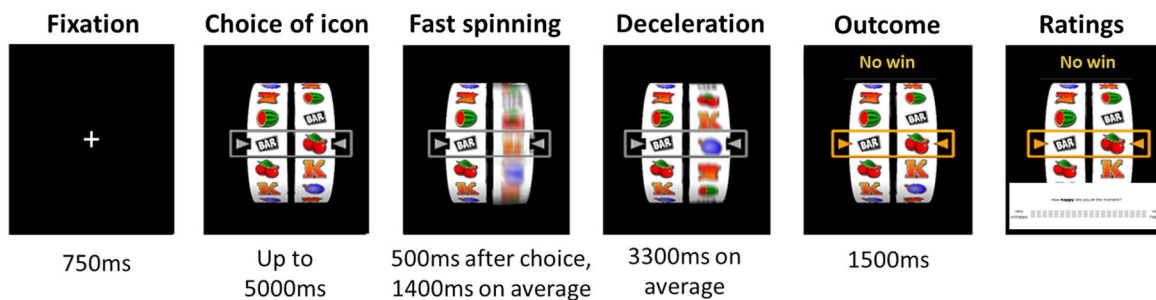 Fixation
Choice of icon
Fast spinning
Deceleration
Outcome
Ratings
BAR
BAR
BAR
BAR
No win
BAR
BAR
No win
BAR
BAR
How happy are you at the moment?
very
unhappy
750ms
Up to
5000ms
500ms after choice,
1400ms on average
3300ms on
average
1500ms